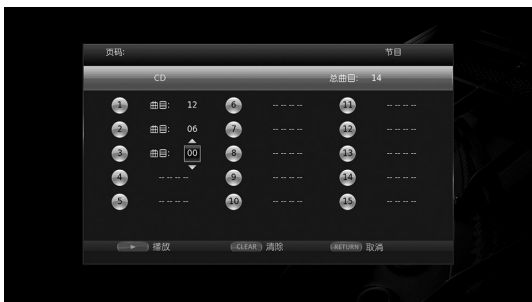 页码: 节目
CD 总曲目: 14
1 曲目: 12 6 -- -- -- -- 11 -- -- -- --
2 曲目: 06 7 -- -- -- -- 12 -- -- -- --
3 曲目: 00 8 -- -- -- -- 13 -- -- -- --
4 -- -- -- -- 9 -- -- -- -- 14 -- -- -- --
5 -- -- -- -- 10 -- -- -- -- 15 -- -- -- --
播放 CLEAR 清除 RETURN 取消